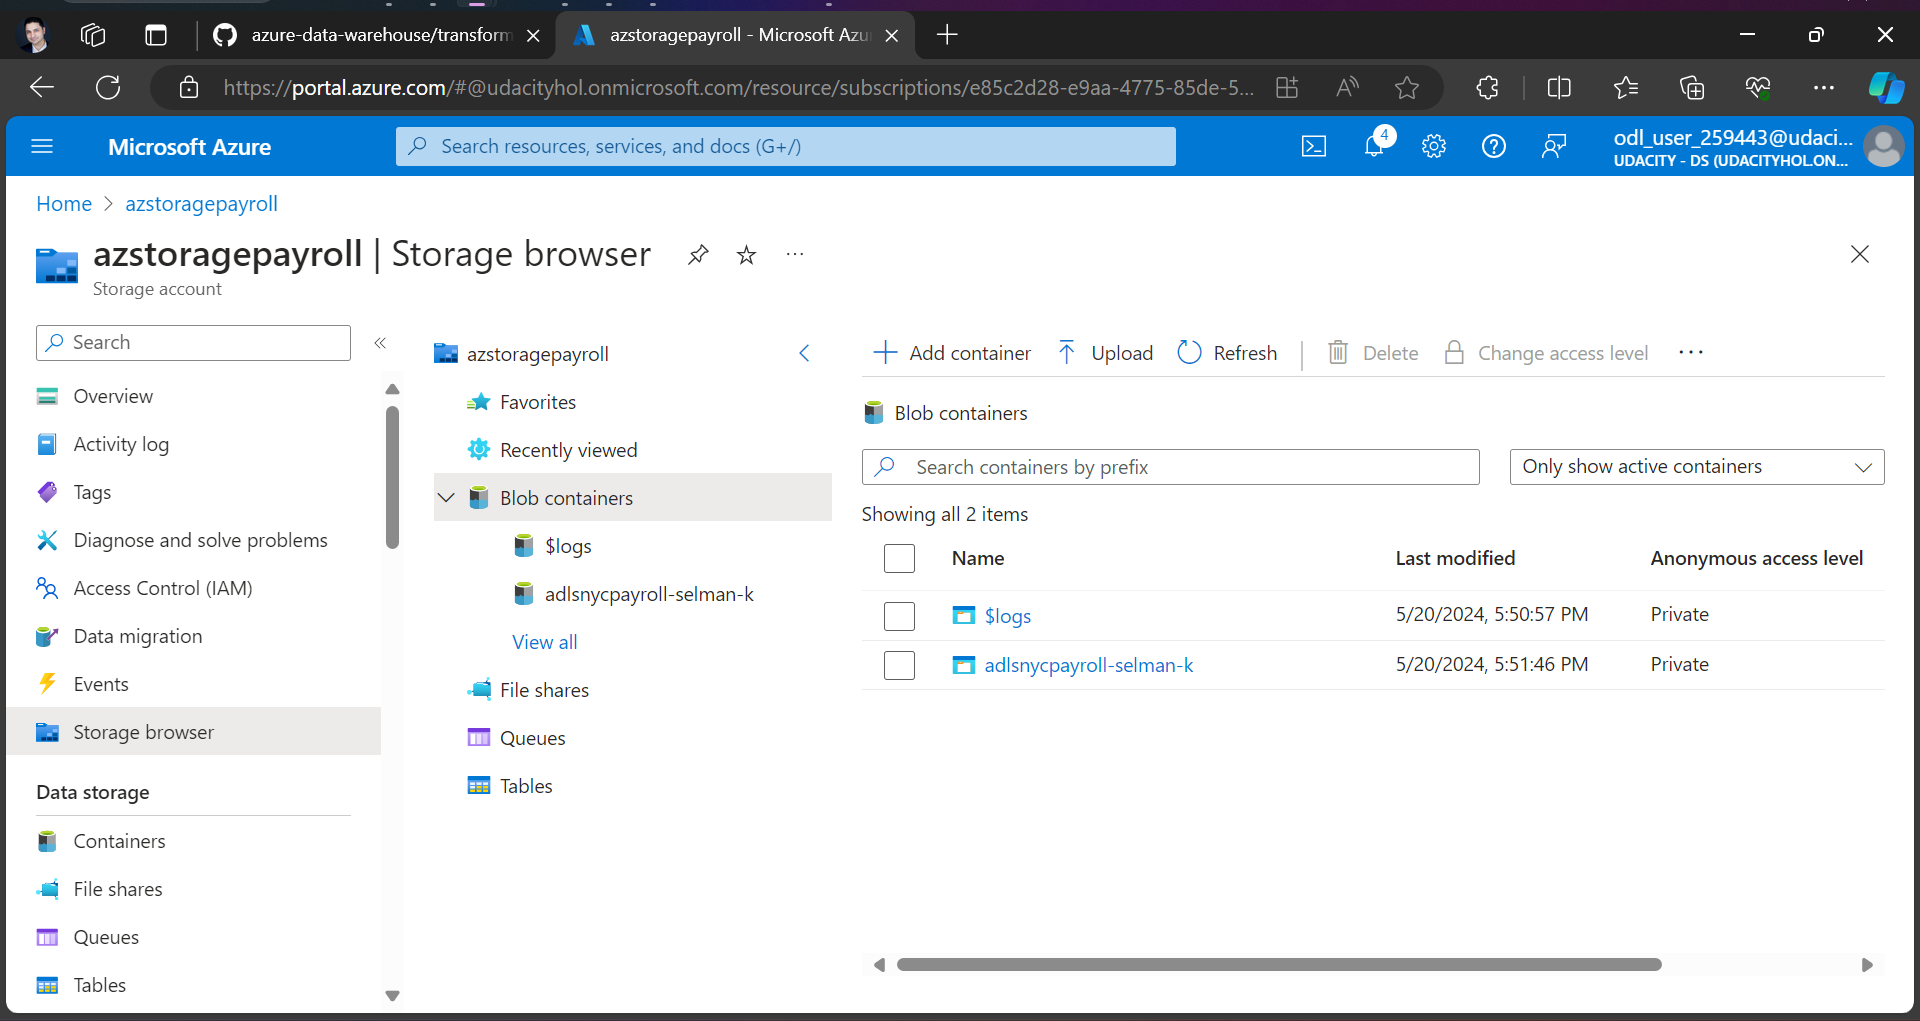 azure-data-warehouse/transform
azstoragepayroll - Microsoft Azu
https://portal.azure.com/#@udacityhol.onmicrosoft.com/resource/subscriptions/e85c2d28-e9aa-4775-85de-5...
Microsoft Azure
Search resources, services, and docs (G+/)
4
odl_user_259443@udaci...
UDACITY - DS (UDACITYHOL.ON...
Home > azstoragepayroll
azstoragepayroll | Storage browser
Storage account
Search
Overview
Activity log
Tags
Diagnose and solve problems
Access Control (IAM)
Data migration
Events
Storage browser
Data storage
Containers
File shares
Queues
Tables
azstoragepayroll
Favorites
Recently viewed
Blob containers
$logs
adlsnycpayroll-selman-k
View all
File shares
Queues
Tables
Add container Upload Refresh Delete Change access level
Blob containers
Search containers by prefix
Only show active containers
Showing all 2 items
Name Last modified Anonymous access level
$logs 5/20/2024, 5:50:57 PM Private
adlsnycpayroll-selman-k 5/20/2024, 5:51:46 PM Private